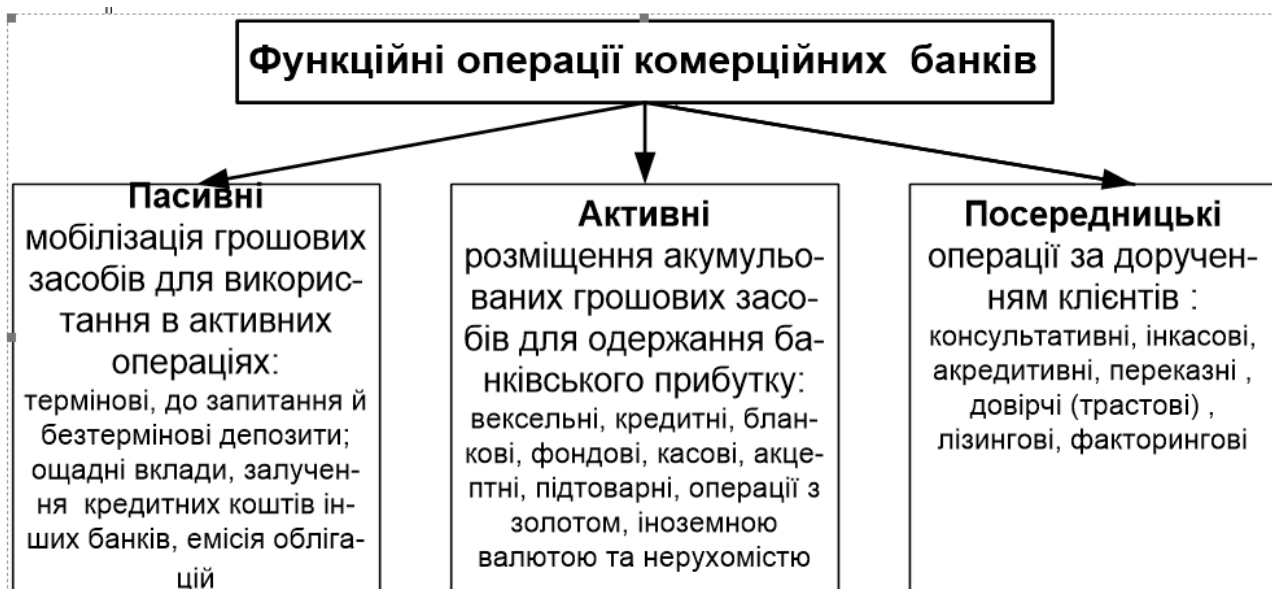 Функційні операції комерційних банків
Пасивні
мобілізація грошових
засобів для викорис-
тання в активних
операціях:
термінові, до запитання й
безтермінові депозити;
ощадні вклади, залучен-
ня кредитних коштів ін-
ших банків, емісія обліга-
цій
Активні
розміщення акумульо-
ваних грошових засо-
бів для одержання ба-
нківського прибутку:
вексельні, кредитні, блан-
кові, фондові, касові, акце-
птні, підтоварні, операції з
золотом, іноземною
валютою та нерухомістю
Посередницькі
операції за доручен-
ням клієнтів :
консультативні, інкасові,
акредитивні, переказні ,
довірчі (трастові) ,
лізингові, факторингові